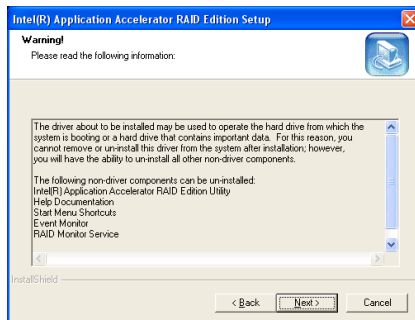 Intel(R) Application Accelerator RAID Edition Setup
Warning!
Please read the following information:
The driver about to be installed may be used to operate the hard drive from which the
system is booting or a hard drive that contains important data. For this reason, you
cannot remove or un-install this driver from the system after installation; however,
you will have the ability to un-install all other non-driver components.
The following non-driver components can be un-installed:
Intel(R) Application Accelerator RAID Edition Utility
Help Documentation
Start Menu Shortcuts
Event Monitor
RAID Monitor Service
InstallShield
< Back
Next >
Cancel